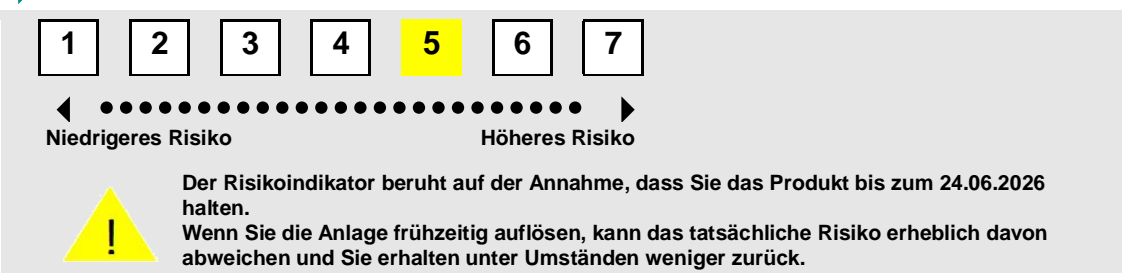 1 2 3 4 5 6 7
Niedrigeres Risiko Höheres Risiko
Der Risikoindikator beruht auf der Annahme, dass Sie das Produkt bis zum 24.06.2026
halten.
!
Wenn Sie die Anlage frühzeitig auflösen, kann das tatsächliche Risiko erheblich davon
abweichen und Sie erhalten unter Umständen weniger zurück.